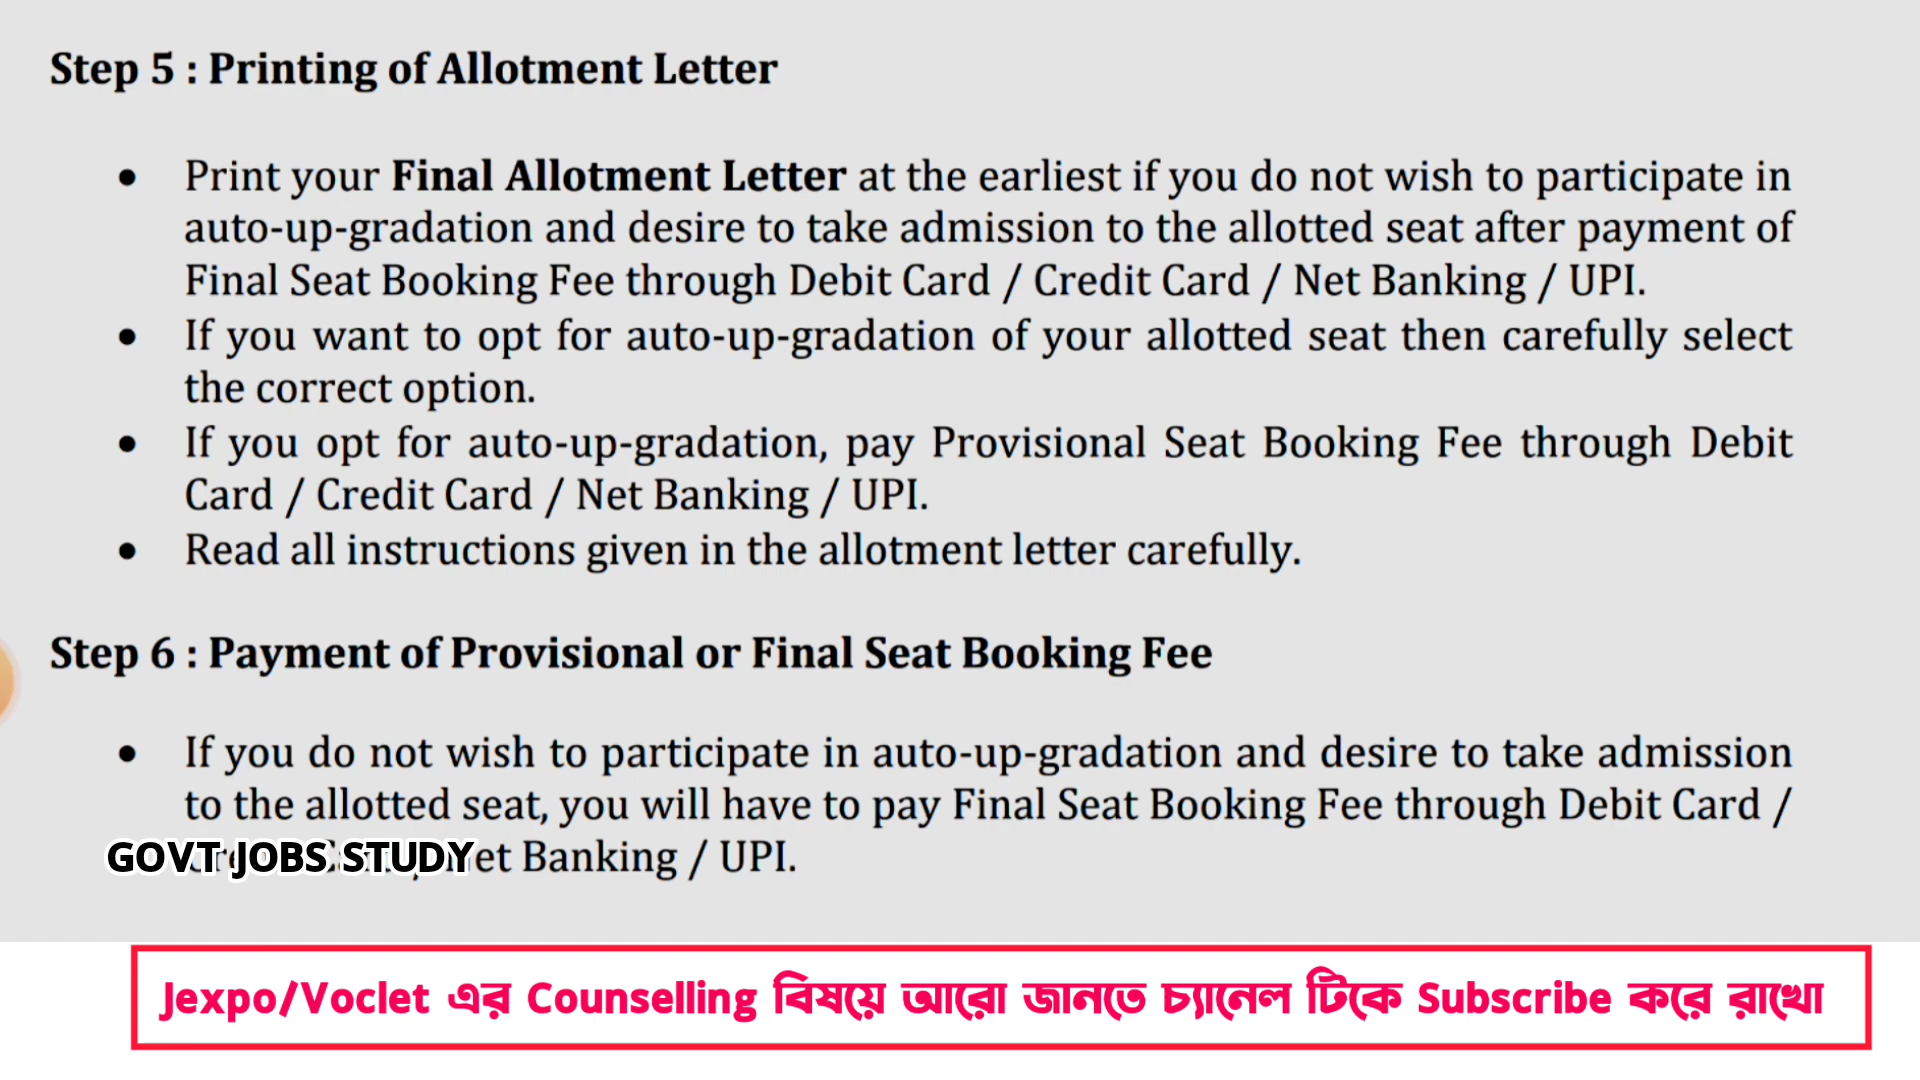 Step 5 : Printing of Allotment Letter
• Print your Final Allotment Letter at the earliest if you do not wish to participate in
auto-up-gradation and desire to take admission to the allotted seat after payment of
Final Seat Booking Fee through Debit Card / Credit Card / Net Banking / UPI.
• If you want to opt for auto-up-gradation of your allotted seat then carefully select
the correct option.
• If you opt for auto-up-gradation, pay Provisional Seat Booking Fee through Debit
Card / Credit Card / Net Banking / UPI.
• Read all instructions given in the allotment letter carefully.
Step 6 : Payment of Provisional or Final Seat Booking Fee
• If you do not wish to participate in auto-up-gradation and desire to take admission
to the allotted seat, you will have to pay Final Seat Booking Fee through Debit Card /
Banking / UPI.
GOVT JOBS STUDY
Jexpo/Voclet এর Counselling বিষয়ে আরো জানতে চ্যানেল টিকে Subscribe করে রাখো